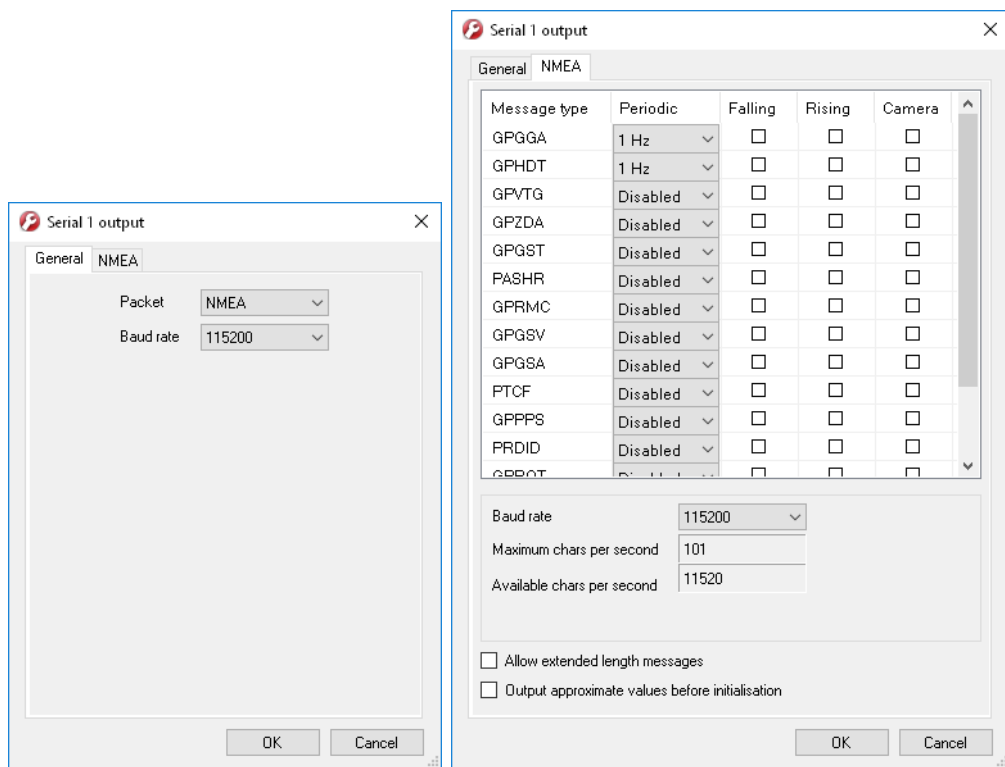 Serial 1 output
General NMEA
Packet NMEA
Baud rate 115200
OK Cancel
Serial 1 output
General NMEA
Message type Periodic Falling Rising Camera
GPGGA 1 Hz
GPHDT 1 Hz
GPVTG Disabled
GPZDA Disabled
GPGST Disabled
PASHR Disabled
GPRMC Disabled
GPGSV Disabled
GPGSA Disabled
PTCF Disabled
GPPPS Disabled
PRDID Disabled
Baud rate 115200
Maximum chars per second 101
Available chars per second 11520
Allow extended length messages
Output approximate values before initialisation
OK Cancel